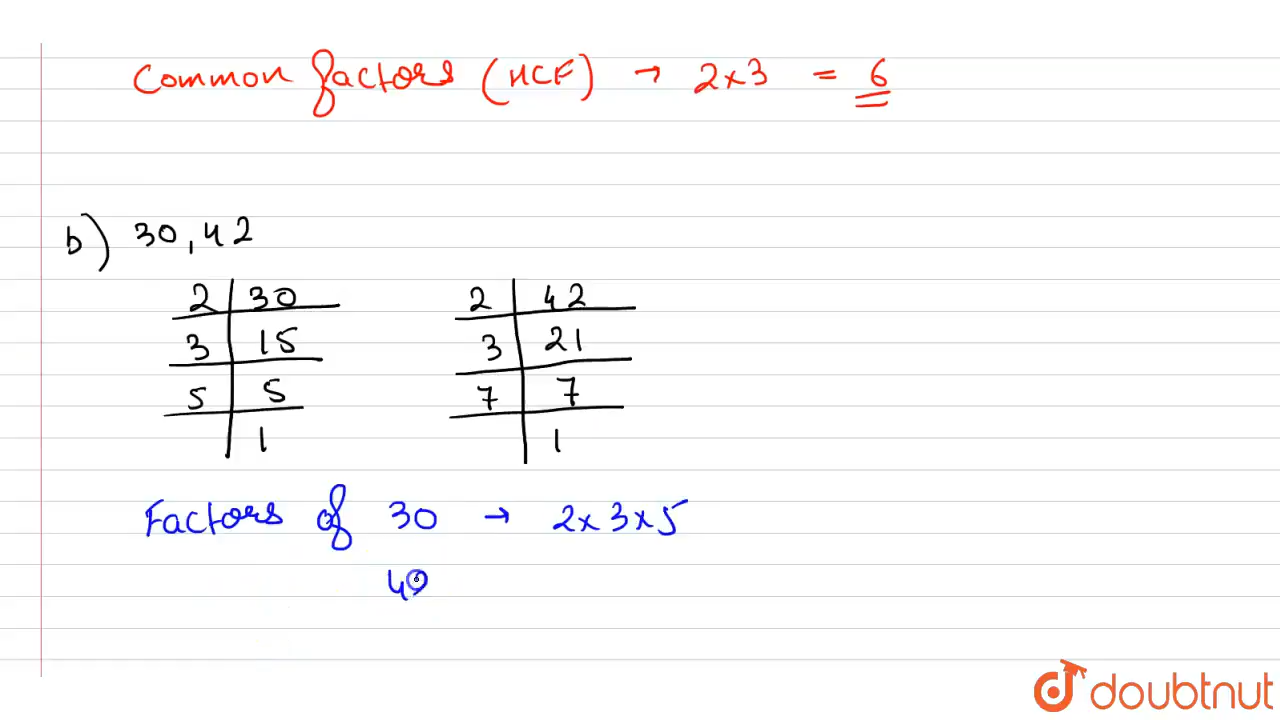 Common factors (HCF) → 2×3 = 6
b) 30, 42
2 | 30   2 | 42
3 | 15   3 | 21
5 | 5   7 | 7
| 1   | 1
Factors of 30 → 2×3×5
4
doubtnut